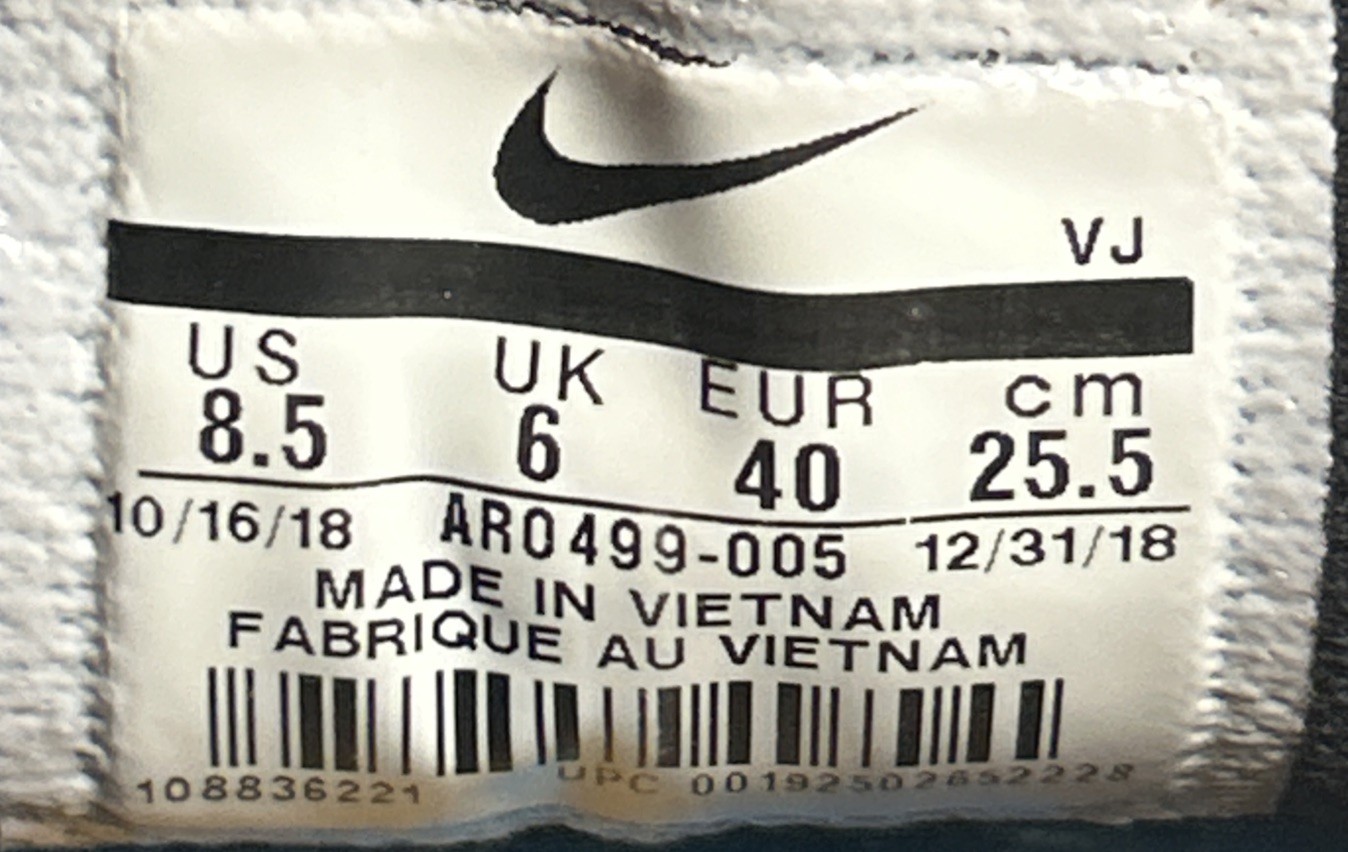 VJ
US UK EUR cm
8.5 6 40 25.5
10/16/18 AR0499-005 12/31/18
MADE IN VIETNAM
FABRIQUE AU VIETNAM
108836221 UPC 00192502652228